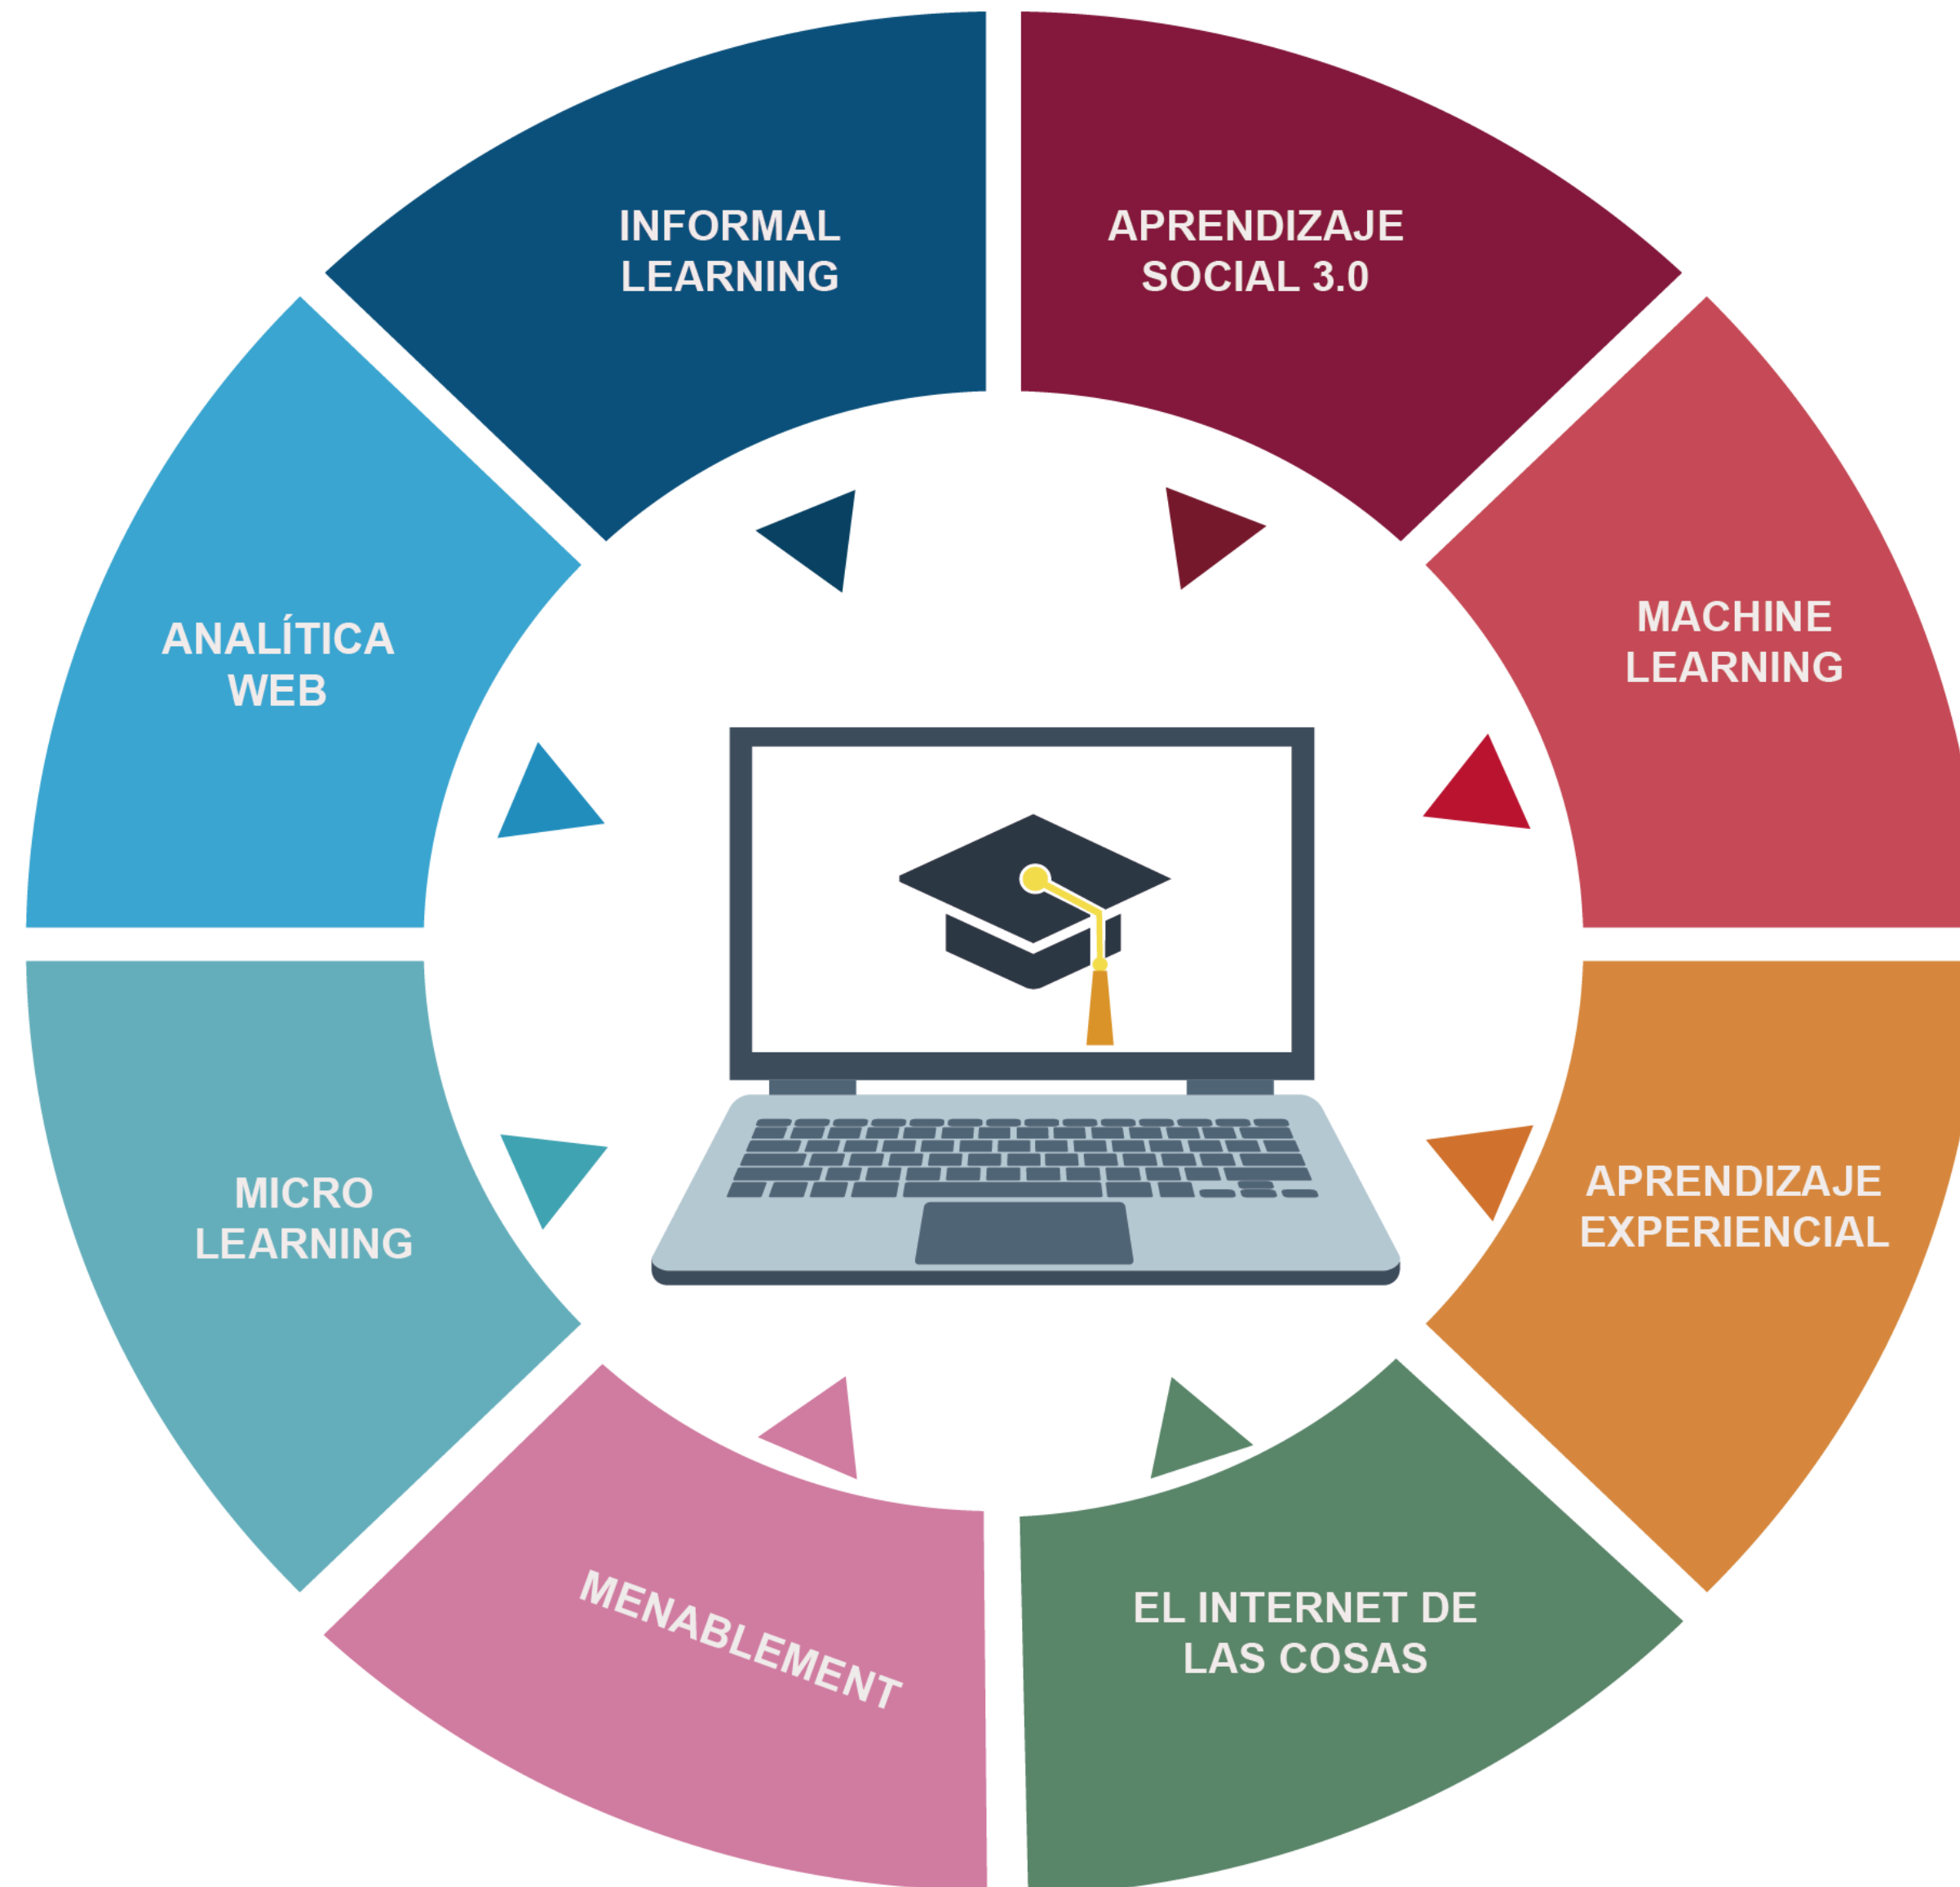 INFORMAL
LEARNING
APRENDIZAJE
SOCIAL 3.0
MACHINE
LEARNING
APRENDIZAJE
EXPERIENCIAL
EL INTERNET DE
LAS COSAS
MENABLEMENT
MICRO
LEARNING
ANALÍTICA
WEB